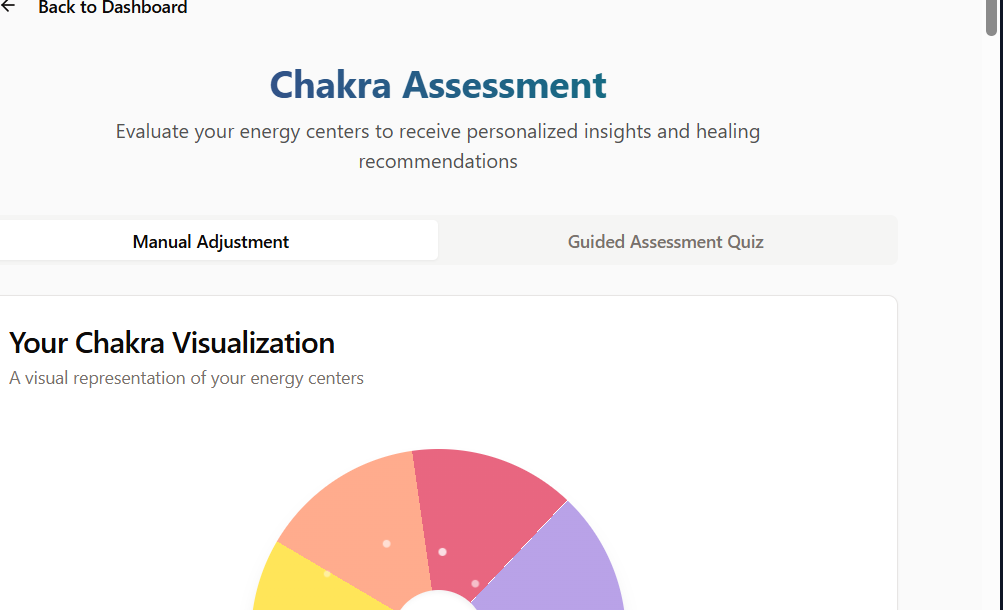 Back to Dashboard
Chakra Assessment
Evaluate your energy centers to receive personalized insights and healing
recommendations
Manual Adjustment
Guided Assessment Quiz
Your Chakra Visualization
A visual representation of your energy centers